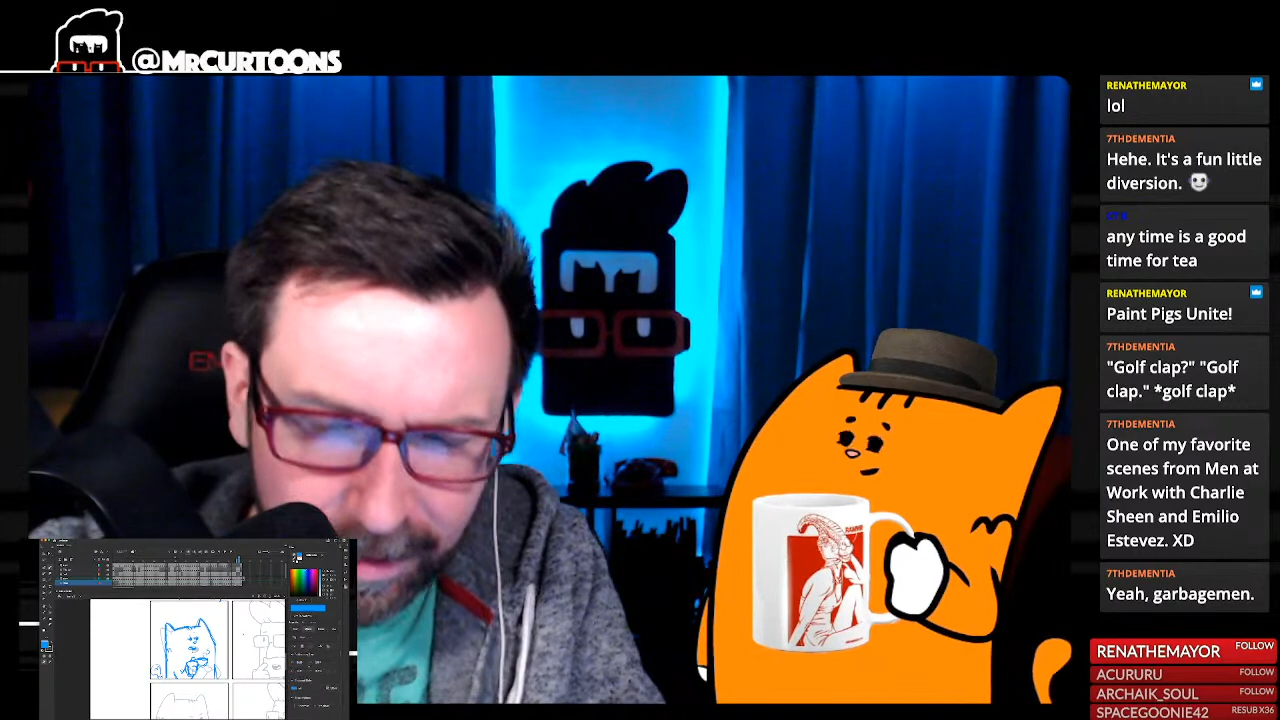 @MRCURTOONS
RENATHEMAYOR
lol
7THDEMENTIA
Hehe. It's a fun little
diversion.
any time is a good
time for tea
RENATHEMAYOR
Paint Pigs Unite!
7THDEMENTIA
"Golf clap?" "Golf
clap." *golf clap*
7THDEMENTIA
One of my favorite
scenes from Men at
Work with Charlie
Sheen and Emilio
Estevez. XD
7THDEMENTIA
Yeah, garbagemen.
RENATHEMAYOR FOLLOW
ACURURU FOLLOW
ARCHAIK_SOUL FOLLOW
SPACEGOONIE42 RESUB X36